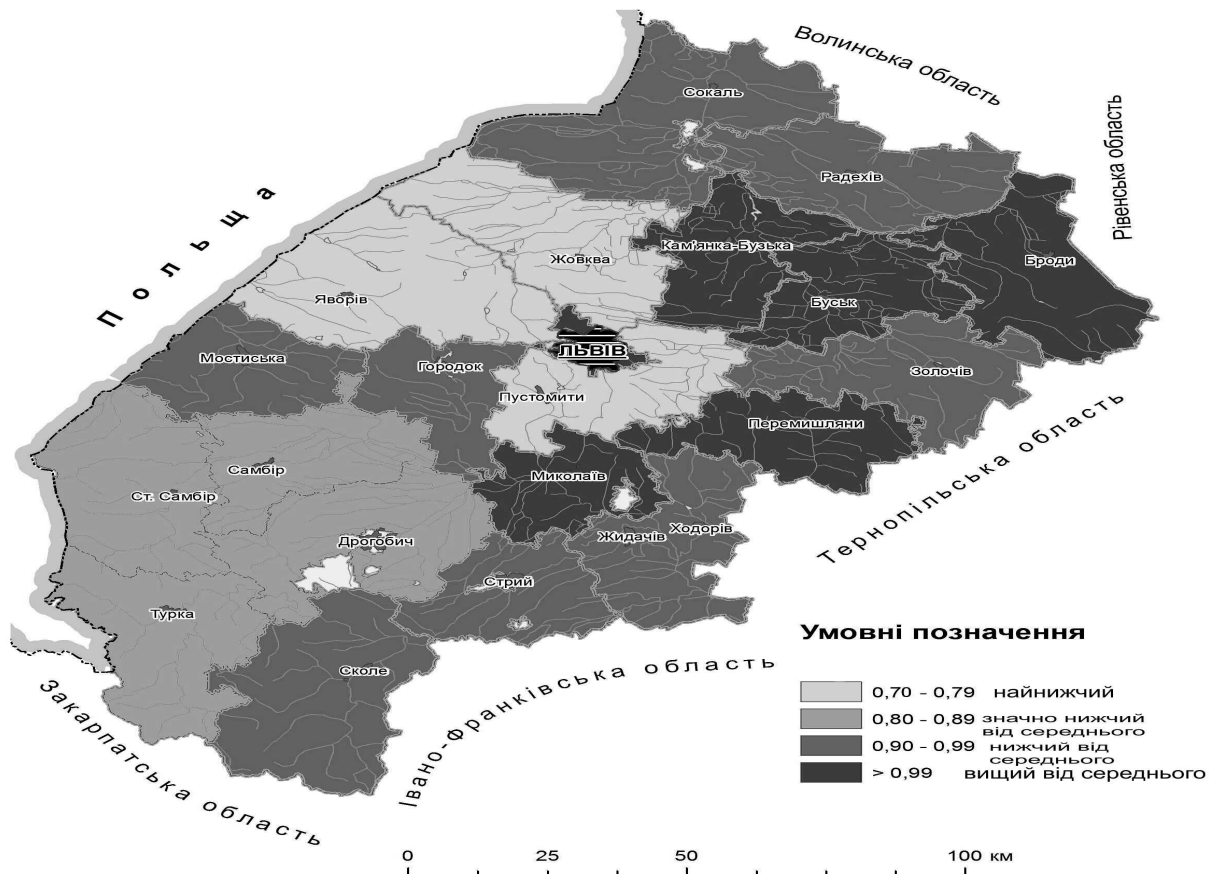 Волинська область
Рівенська область
Польща
Сокаль
Радехів
Кам'янка-Бузька
Броди
Жовква
Буськ
Яворів
ЛЬВІВ
Мостиська
Городок
Золочів
Пустомити
Перемишляни
Самбір
Миколаїв
Ст. Самбір
Ходорів
Жидачів
Дрогобич
Стрий
Турка
Сколе
Тернопільська область
Івано-Франківська область
Закарпатська область
Умовні позначення
0,70 - 0,79 найнижчий
0,80 - 0,89 значно нижчий
від середнього
0,90 - 0,99 нижчий від
середнього
> 0,99 вищий від середнього
0 25 50 100 км